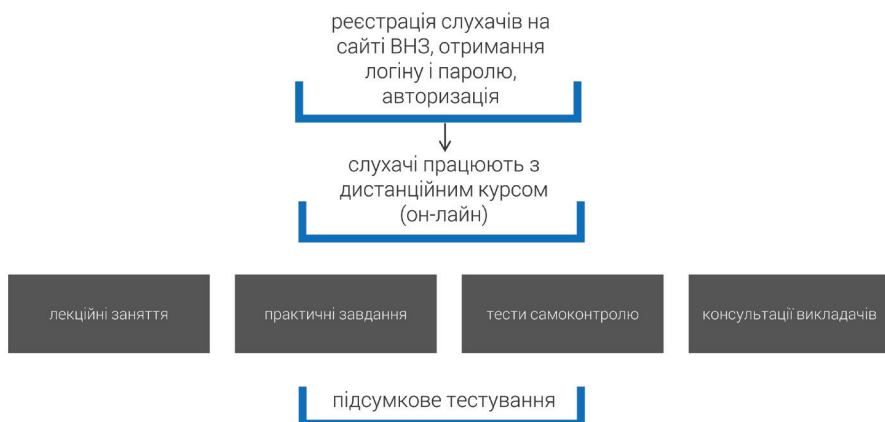 реєстрація слухачів на
сайті ВНЗ, отримання
логіну і паролю,
авторизація
слухачі працюють з
дистанційним курсом
(он-лайн)
лекційні заняття
практичні завдання
тести самоконтролю
консультації викладачів
підсумкове тестування